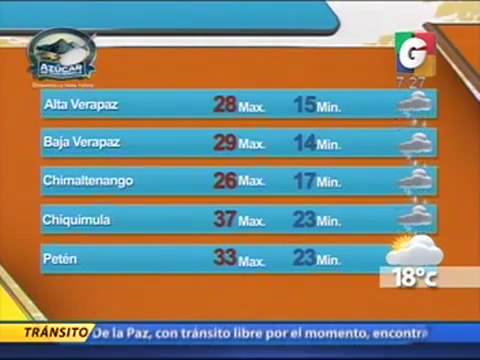 AZÚCAR
G
7:27
Alta Verapaz 28 Max. 15 Min.
Baja Verapaz 29 Max. 14 Min.
Chimaltenango 26 Max. 17 Min.
Chiquimula 37 Max. 23 Min.
Petén 33 Max. 23 Min.
18°c
TRÁNSITO De la Paz, con tránsito libre por el momento, encontra